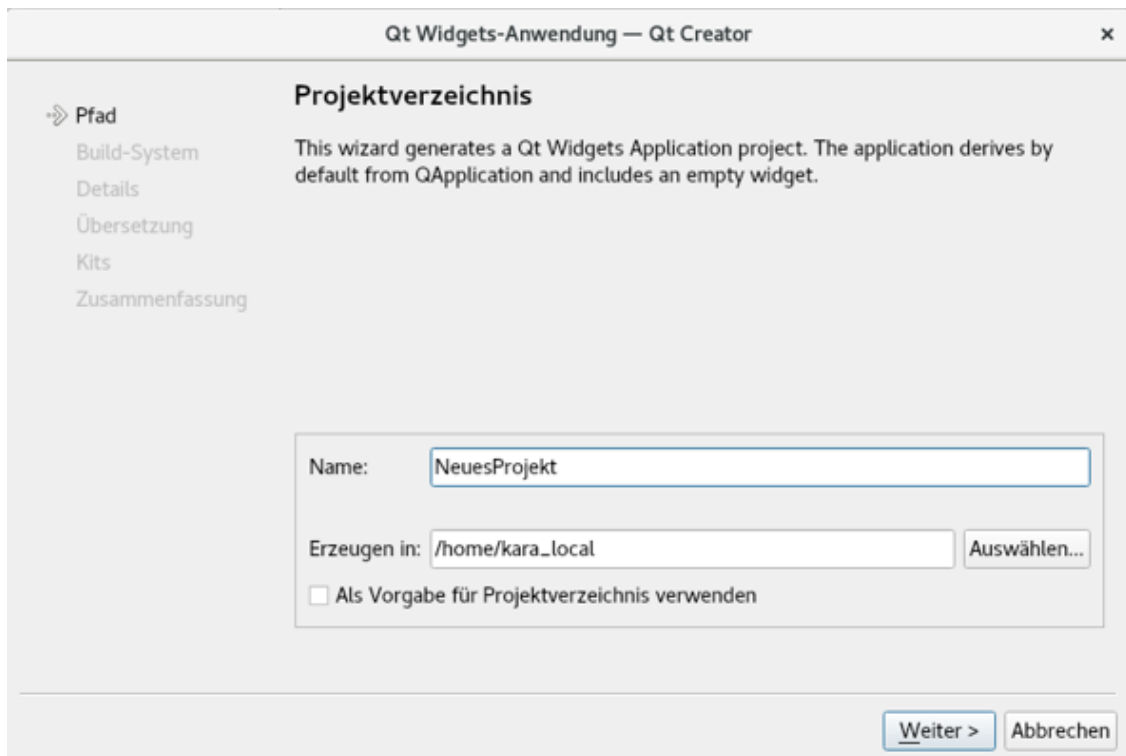 Qt Widgets-Anwendung — Qt Creator
Pfad
Build-System
Details
Übersetzung
Kits
Zusammenfassung
Projektverzeichnis
This wizard generates a Qt Widgets Application project. The application derives by
default from QApplication and includes an empty widget.
Name: NeuesProjekt
Erzeugen in: /home/kara_local Auswählen...
Als Vorgabe für Projektverzeichnis verwenden
Weiter > Abbrechen